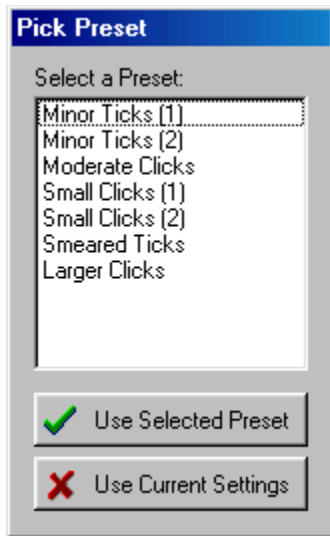 Pick Preset
Select a Preset:
Minor Ticks (1)
Minor Ticks (2)
Moderate Clicks
Small Clicks (1)
Small Clicks (2)
Smeared Ticks
Larger Clicks
Use Selected Preset
Use Current Settings